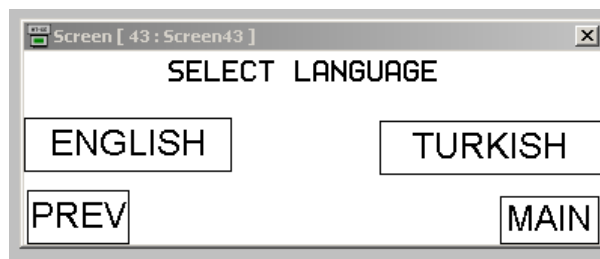 Screen [ 43 : Screen43 ]
SELECT LANGUAGE
ENGLISH TURKISH
PREV MAIN